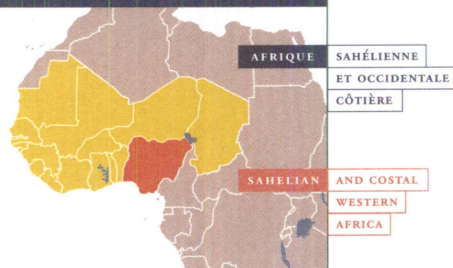 AFRIQUE SAHÉLIENNE
ET OCCIDENTALE
CÔTIÈRE
SAHELIAN AND COSTAL
WESTERN
AFRICA